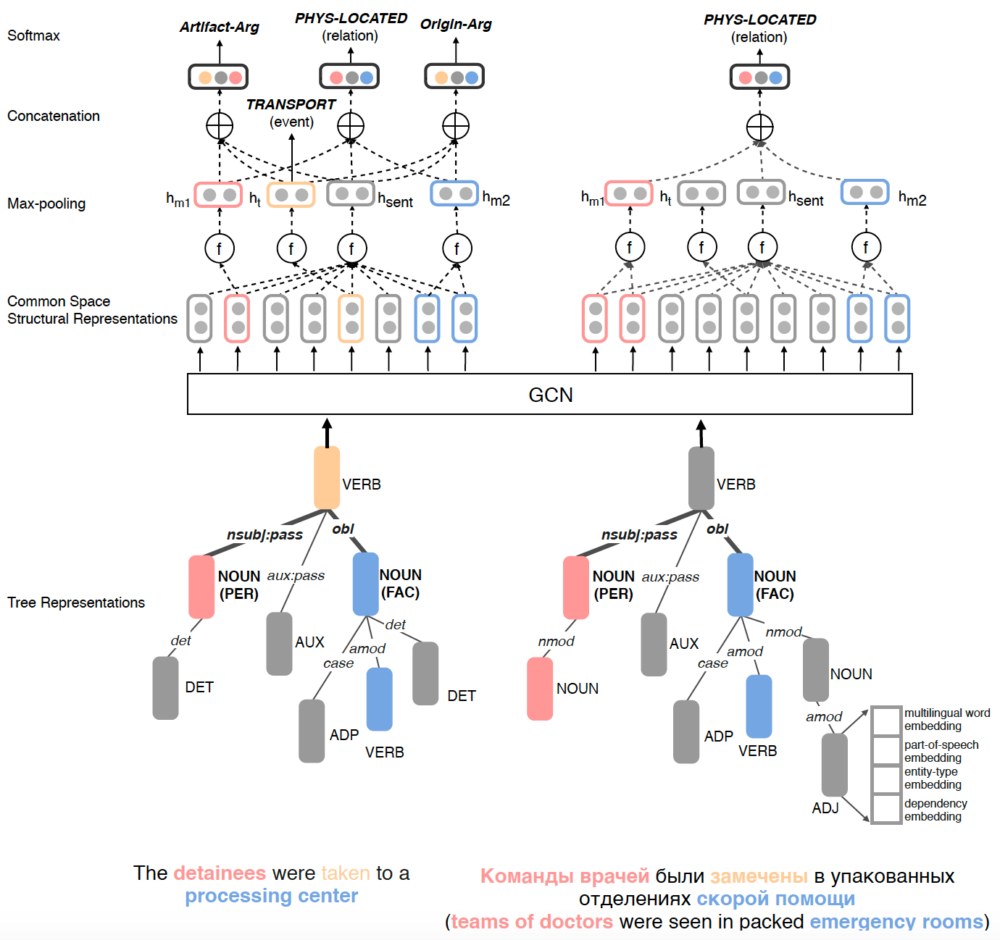 Softmax
Artifact-Arg
PHYS-LOCATED
(relation)
Origin-Arg
PHYS-LOCATED
(relation)
Concatenation
TRANSPORT
(event)
Max-pooling
hm1
ht
hsent
hm2
hm1
ht
hsent
hm2
f
f
f
f
f
f
f
f
Common Space
Structural Representations
GCN
VERB
VERB
nsubj:pass
obl
nsubj:pass
obl
aux:pass
aux:pass
NOUN
(PER)
NOUN
(FAC)
NOUN
(PER)
NOUN
(FAC)
Tree Representations
det
AUX
amod
det
case
DET
ADP
VERB
DET
nmod
AUX
amod
nmod
case
NOUN
ADP
VERB
NOUN
amod
ADJ
multilingual word
embedding
part-of-speech
embedding
entity-type
embedding
dependency
embedding
The detainees were taken to a
processing center
Команды врачей были замечены в упакованных
отделениях скорой помощи
(teams of doctors were seen in packed emergency rooms)